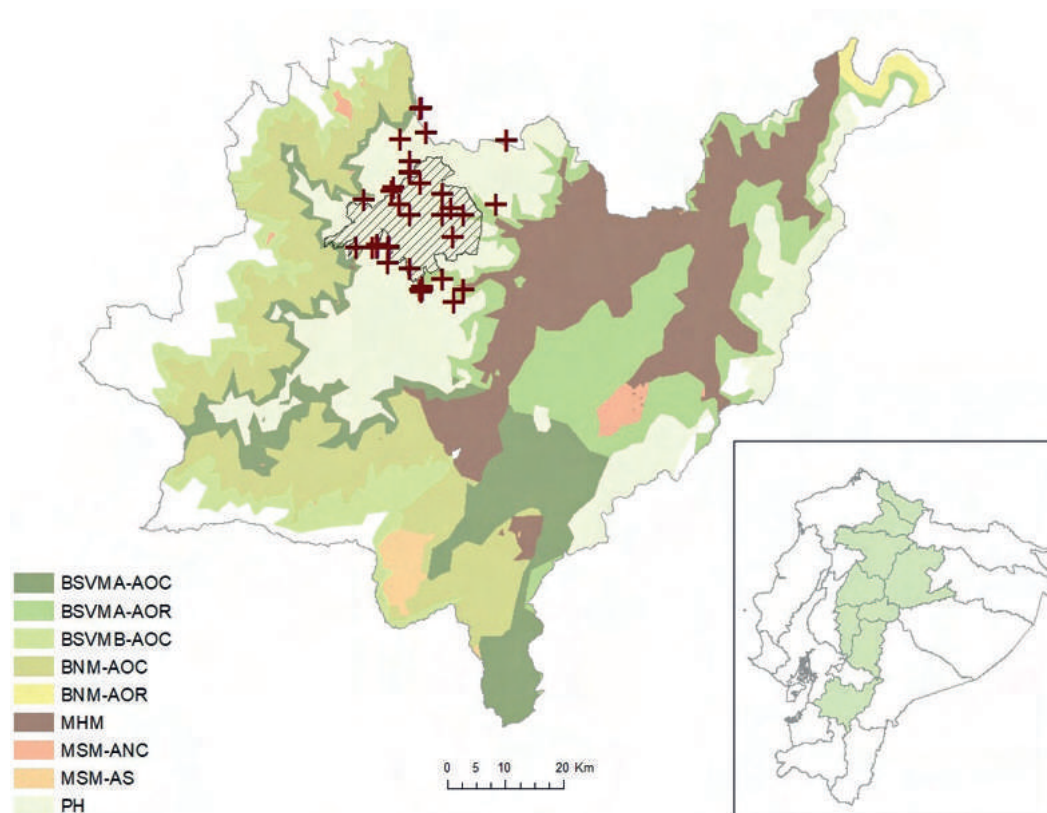 BSVMA-AOC
BSVMA-AOR
BSVMB-AOC
BNM-AOC
BNM-AOR
MHM
MSM-ANC
MSM-AS
PH
0 5 10 20 Km